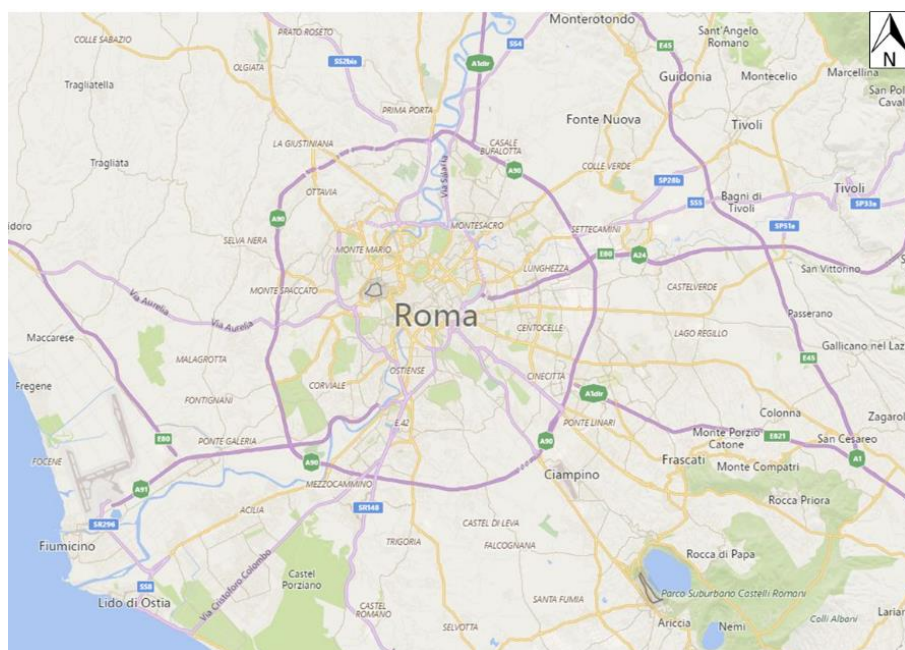 Monterotondo
Sant'Angelo
Romano
COLLE SABAZIO
PRATO ROSETO
SS4
E45
N
OLGIATA
SS2bis
A1dir
Guidonia
Montecelio
Marcellina
Tragliatella
San Pol
Caval
PRIMA PORTA
Fonte Nuova
Tivoli
LA GIUSTINIANA
CASALE
BUFALOTTA
Tragliata
Via Salaria
A90
COLLE VERDE
OTTAVIA
SP28b
Bagni di
Tivoli
Tivoli
SS5
SP33a
A90
MONTESACRO
SETTECAMINI
SP51a
idoro
SELVA NERA
MONTE MARIO
E80
A24
LUNGHEZZA
San Vittorino
MONTE SPACCATO
CASTELVERDE
Via Aurelia
Roma
Passerano
Via Aurelia
CENTOCELLE
LAGO REGILLO
Maccarese
MALAGROTTA
Gallicano nel Laz
E45
OSTIENSE
CINECITTA
Fregene
CORVIALE
FONTIGNANI
A1dir
Colonna
E 42
PONTE LINARI
Zagarol
E80
PONTE GALERIA
A90
Monte Porzio
Catone
E821
San Cesareo
FOCENE
A90
Frascati
Monte Compatri
A1
Ciampino
A91
MEZZOCAMMINO
Rocca Priora
ACILIA
SR148
SR296
CASTEL DI LEVA
Fiumicino
TRIGORIA
FALCOGNANA
Rocca di Papa
Via Cristoforo Colombo
Castel
Porziano
SS8
Parco Suburbano Castelli Romani
Lido di Ostia
CASTEL
ROMANO
SANTA FUMIA
Larian
Colli Albani
SELVOTTA
Ariccia
Nemi